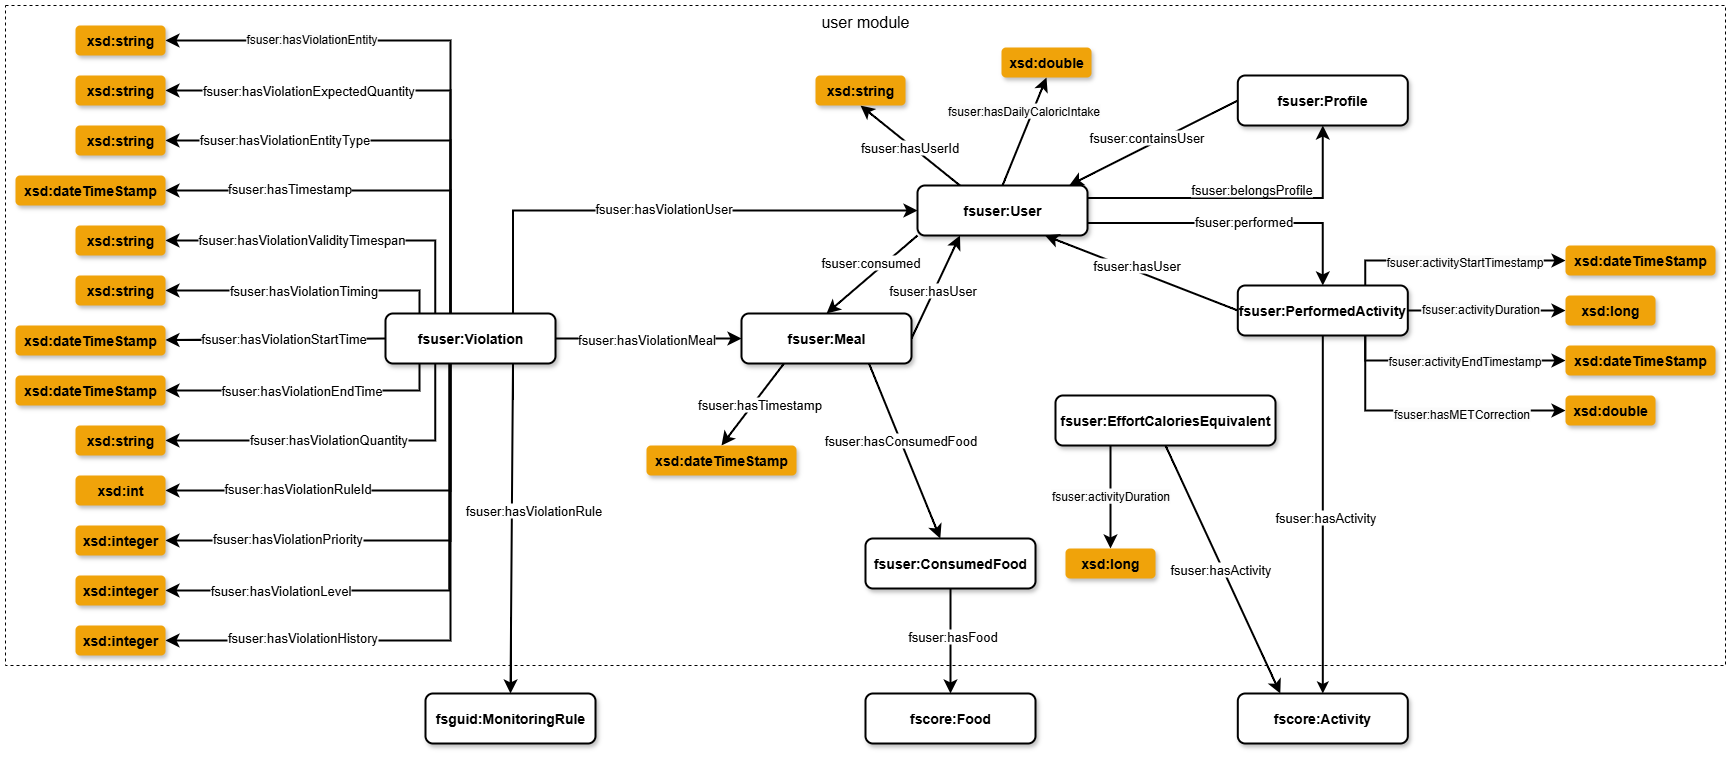 user module
xsd:string
fsuser:hasViolationEntity
xsd:string
fsuser:hasViolationExpectedQuantity
xsd:string
fsuser:hasViolationEntityType
xsd:dateTimeStamp
fsuser:hasTimestamp
xsd:string
fsuser:hasViolationValidityTimespan
xsd:string
fsuser:hasViolationTiming
xsd:dateTimeStamp
fsuser:hasViolationStartTime
xsd:dateTimeStamp
fsuser:hasViolationEndTime
xsd:string
fsuser:hasViolationQuantity
xsd:int
fsuser:hasViolationRuleId
xsd:integer
fsuser:hasViolationPriority
xsd:integer
fsuser:hasViolationLevel
xsd:integer
fsuser:hasViolationHistory
fsuser:Violation
fsuser:hasViolationUser
fsuser:hasViolationMeal
fsuser:hasViolationRule
fsguid:MonitoringRule
xsd:string
fsuser:hasUserId
xsd:double
fsuser:hasDailyCaloricIntake
fsuser:User
fsuser:containsUser
fsuser:Profile
fsuser:belongsProfile
fsuser:performed
fsuser:hasUser
fsuser:consumed
fsuser:hasUser
fsuser:Meal
fsuser:hasTimestamp
xsd:dateTimeStamp
fsuser:hasConsumedFood
fsuser:ConsumedFood
fsuser:hasFood
fscore:Food
fsuser:PerformedActivity
fsuser:activityStartTimestamp
xsd:dateTimeStamp
fsuser:activityDuration
xsd:long
fsuser:activityEndTimestamp
xsd:dateTimeStamp
fsuser:hasMETCorrection
xsd:double
fsuser:EffortCaloriesEquivalent
fsuser:activityDuration
xsd:long
fsuser:hasActivity
fsuser:hasActivity
fscore:Activity